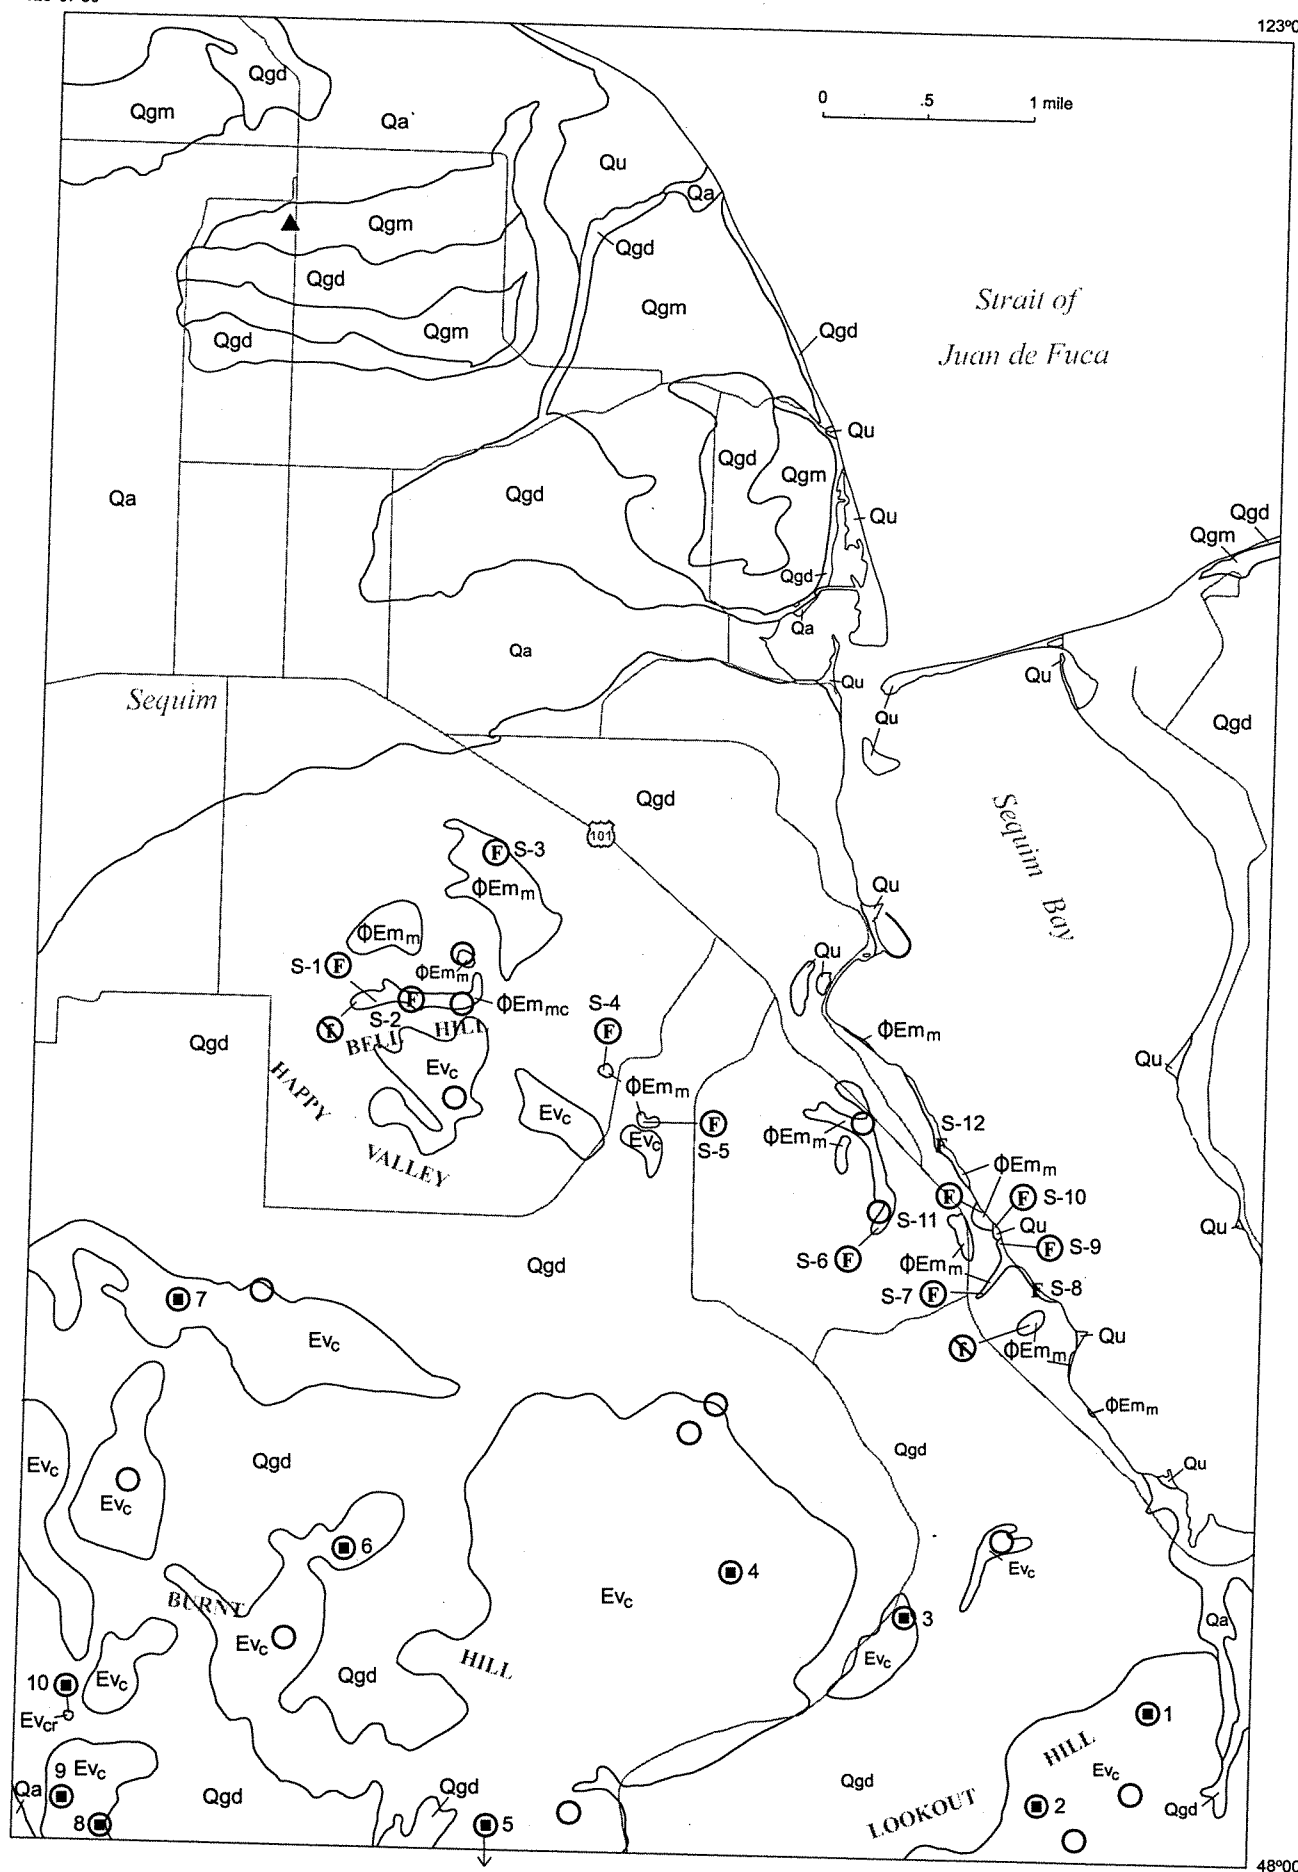 123º0
0 .5 1 mile
Qgd
Qgm
Qa
Qu
Qa
Qgm
Qgd
Qgd
Qgm
Strait of
Juan de Fuca
Qgd
Qgm
Qgd
Qu
Qgd
Qgm
Qa
Qgd
Qu
Qgd
Qgm
Qgd
Qa
Qa
Qu
Qu
Sequim
Qu
Qgd
Qgd
Sequim Bay
101
F S-3
ΦEmm
Qu
ΦEmm
Qu
S-1 F
ΦEmm
F
ΦEmmc
S-4
S-2
F
BELL HILL
ΦEmm
Qgd
Evc
Qu
HAPPY
ΦEmm
Evc
S-12
F
F
ΦEmm
Evc
S-5
VALLEY
ΦEmm
F
F S-10
S-11
Qu
Qu
F S-9
S-6 F
Qgd
ΦEmm
S-7 F
F S-8
7
Evc
Qu
ΦEmm
ΦEmm
Qgd
Qgd
Evc
Qu
Evc
6
4
Evc
BURNT
Evc
3
Qa
Evc
HILL
Evc
Qgd
Evc
10
1
Evcr
HILL
Evc
9 Evc
Qa
Qgd
Qgd
Qgd
LOOKOUT
2
Qgd
8
5
48º00